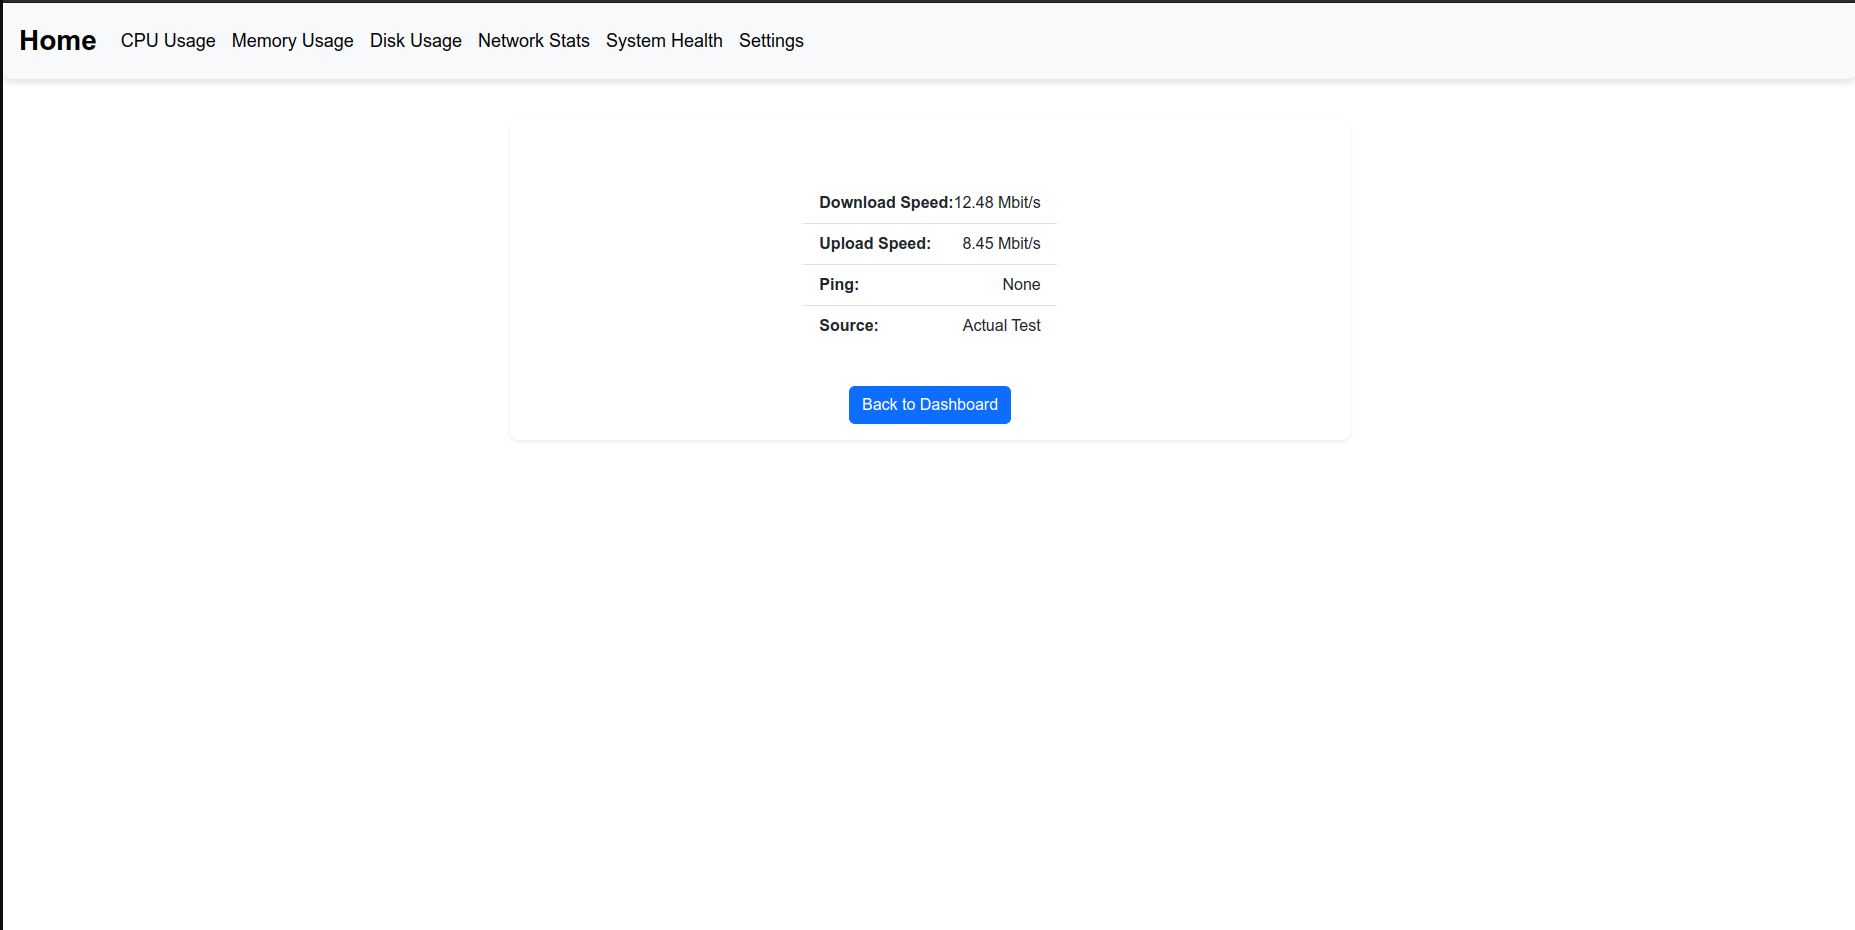 Home CPU Usage Memory Usage Disk Usage Network Stats System Health Settings
Download Speed:12.48 Mbit/s
Upload Speed: 8.45 Mbit/s
Ping: None
Source: Actual Test
Back to Dashboard